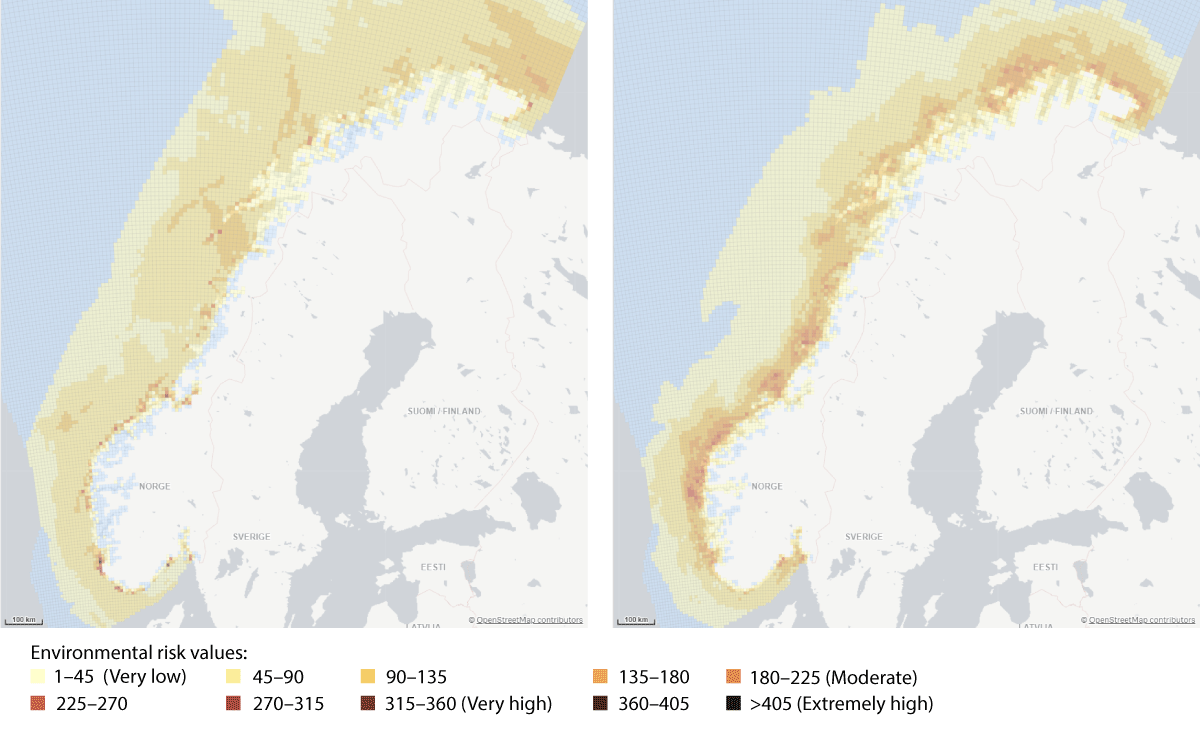 SUOMI / FINLAND
NORGE
SVERIGE
EESTI
LATVIJA
100 km
© OpenStreetMap contributors
SUOMI / FINLAND
NORGE
SVERIGE
EESTI
LATVIJA
100 km
© OpenStreetMap contributors
Environmental risk values:
1–45 (Very low) 45–90 90–135 135–180 180–225 (Moderate)
225–270 270–315 315–360 (Very high) 360–405 >405 (Extremely high)